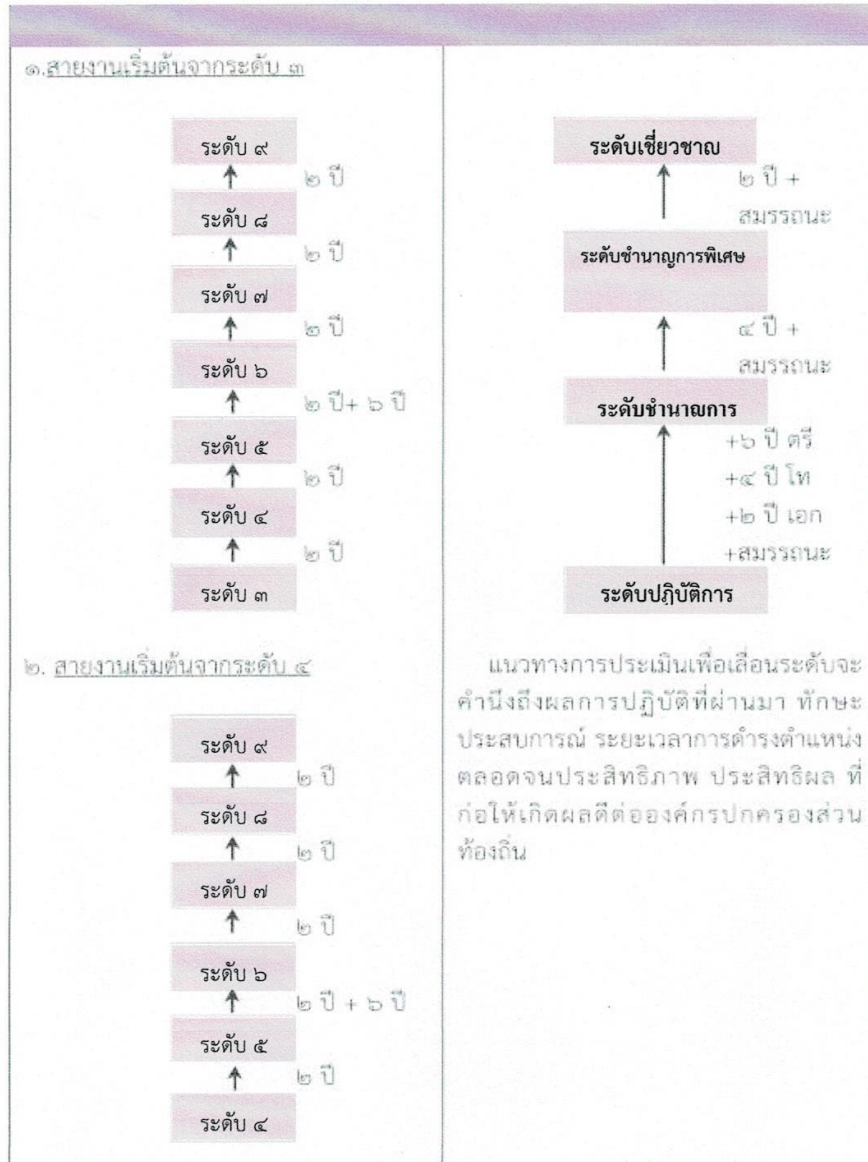 ๑.สายงานเริ่มต้นจากระดับ ๓
ระดับ ๙
๒ ปี
ระดับ ๘
๒ ปี
ระดับ ๗
๒ ปี
ระดับ ๖
๒ ปี+ ๖ ปี
ระดับ ๕
๒ ปี
ระดับ ๔
๒ ปี
ระดับ ๓
๒. สายงานเริ่มต้นจากระดับ ๔
ระดับ ๙
๒ ปี
ระดับ ๘
๒ ปี
ระดับ ๗
๒ ปี
ระดับ ๖
๒ ปี + ๖ ปี
ระดับ ๕
๒ ปี
ระดับ ๔
ระดับเชี่ยวชาญ
๒ ปี +
สมรรถนะ
ระดับชำนาญการพิเศษ
๔ ปี +
สมรรถนะ
ระดับชำนาญการ
+๖ ปี ตรี
+๔ ปี โท
+๒ ปี เอก
+สมรรถนะ
ระดับปฏิบัติการ
แนวทางการประเมินเพื่อเลื่อนระดับจะ
คำนึงถึงผลการปฏิบัติที่ผ่านมา ทักษะ
ประสบการณ์ ระยะเวลาการดำรงตำแหน่ง
ตลอดจนประสิทธิภาพ ประสิทธิผล ที่
ก่อให้เกิดผลดีต่อองค์กรปกครองส่วน
ท้องถิ่น